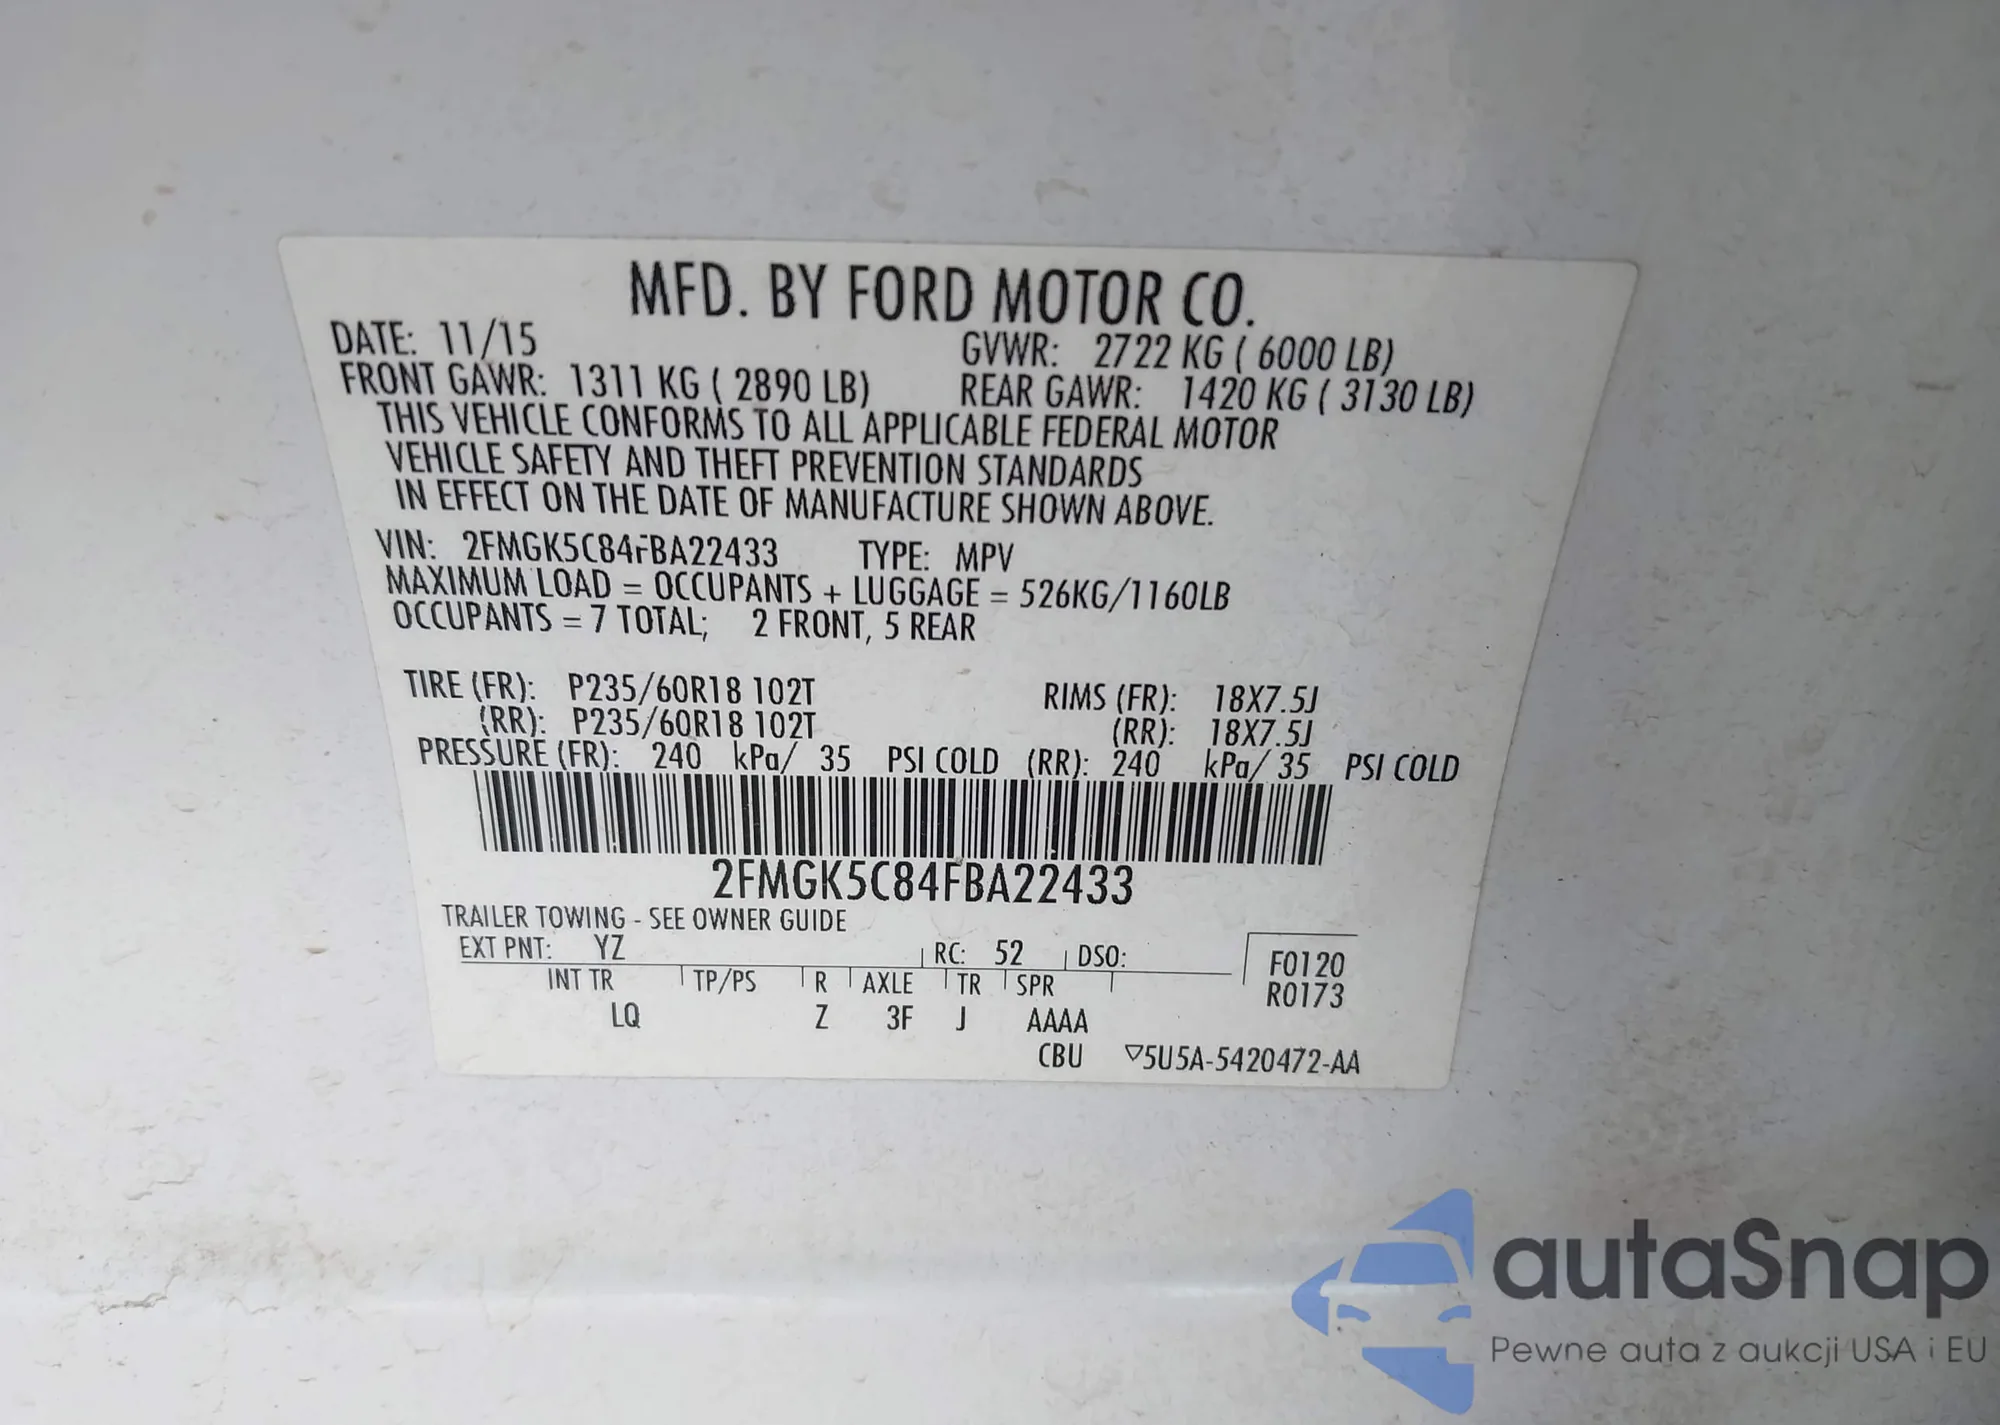 MFD. BY FORD MOTOR CO.
DATE: 11/15 GVWR: 2722 KG ( 6000 LB)
FRONT GAWR: 1311 KG ( 2890 LB) REAR GAWR: 1420 KG ( 3130 LB)
THIS VEHICLE CONFORMS TO ALL APPLICABLE FEDERAL MOTOR
VEHICLE SAFETY AND THEFT PREVENTION STANDARDS
IN EFFECT ON THE DATE OF MANUFACTURE SHOWN ABOVE.
VIN: 2FMGK5C84FBA22433 TYPE: MPV
MAXIMUM LOAD = OCCUPANTS + LUGGAGE = 526KG/1160LB
OCCUPANTS = 7 TOTAL; 2 FRONT, 5 REAR
TIRE (FR): P235/60R18 102T RIMS (FR): 18X7.5J
(RR): P235/60R18 102T (RR): 18X7.5J
PRESSURE (FR): 240 kPa/ 35 PSI COLD (RR): 240 kPa/ 35 PSI COLD
2FMGK5C84FBA22433
TRAILER TOWING - SEE OWNER GUIDE
EXT PNT: YZ RC: 52 DSO: F0120
INT TR TP/PS R AXLE TR SPR R0173
LQ Z 3F J AAAA
CBU ▽5U5A-5420472-AA
autaSnap
Pewne auta z aukcji USA i EU